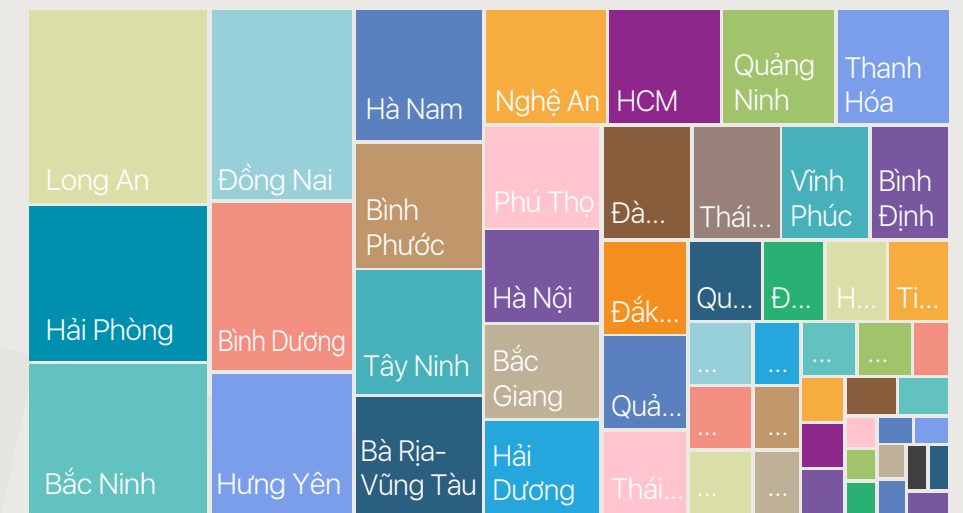 Long An
Hải Phòng
Bắc Ninh
Đồng Nai
Bình Dương
Hưng Yên
Hà Nam
Bình
Phước
Tây Ninh
Bà Rịa-
Vũng Tàu
Nghệ An
HCM
Quảng
Ninh
Thanh
Hóa
Phú Thọ
Hà Nội
Bắc
Giang
Hải
Dương
Đà...
Thái...
Vĩnh
Phúc
Bình
Định
Đắk...
Quả...
Thái...
Qu...
Đ...
H...
Ti...
...
...
...
...
...
...
...
...